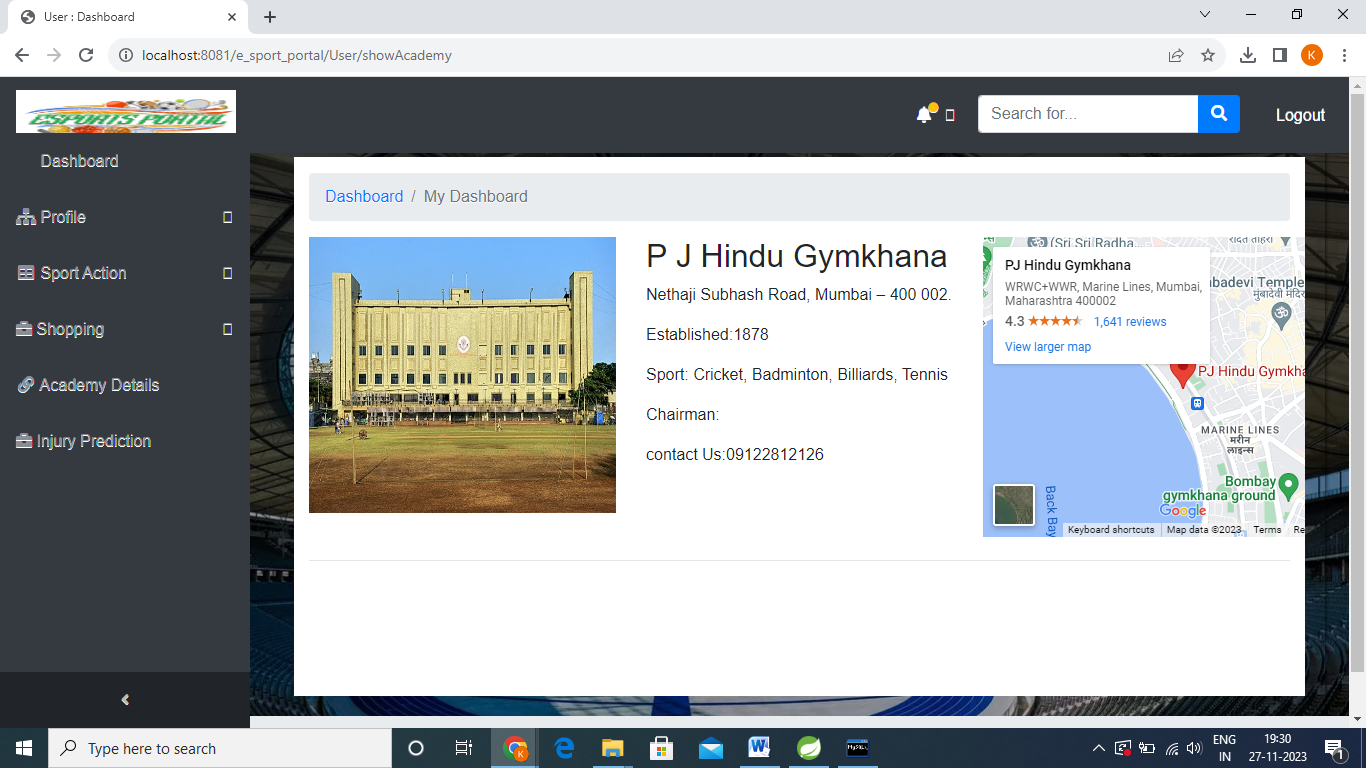 User : Dashboard
localhost:8081/e_sport_portal/User/showAcademy
K
ESPORTS PORTAL
Search for...
Logout
Dashboard
Profile
Sport Action
Shopping
Academy Details
Injury Prediction
Dashboard / My Dashboard
P J Hindu Gymkhana
Nethaji Subhash Road, Mumbai – 400 002.
Established:1878
Sport: Cricket, Badminton, Billiards, Tennis
Chairman:
contact Us:09122812126
(Sri Sri Radha...
PJ Hindu Gymkhana
WRWC+WWR, Marine Lines, Mumbai,
Maharashtra 400002
4.3 1,641 reviews
View larger map
abadevi Temple
मुंबादेवी मंदिर
PJ Hindu Gymkha
MARINE LINES
मरीन
लाइन्स
Bombay
gymkhana ground
Back Bay
Google
Keyboard shortcuts Map data ©2023 Terms Re
Type here to search
K
W
MySQL
ENG
IN
19:30
27-11-2023
1